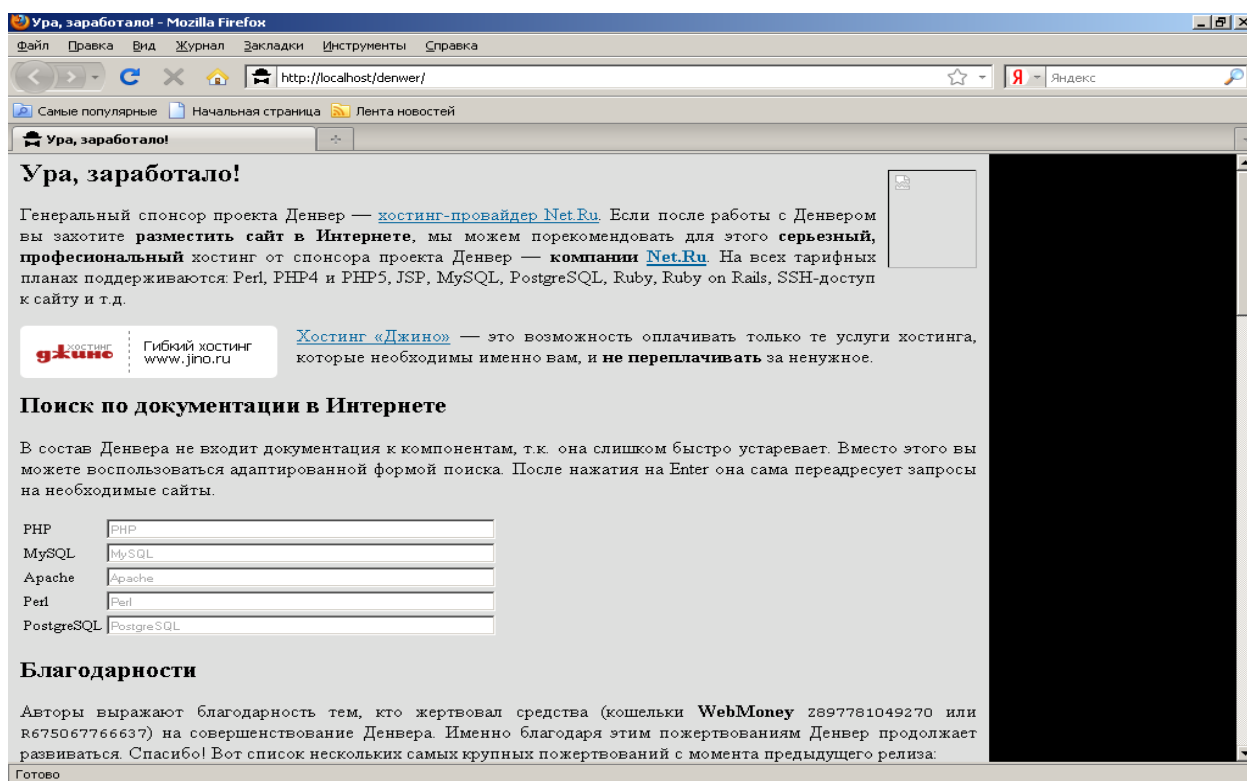 Ура, заработало! - Mozilla Firefox
Файл Правка Вид Журнал Закладки Инструменты Справка
http://localhost/denwer/
Яндекс
Самые популярные Начальная страница Лента новостей
Ура, заработало!
Ура, заработало!
Генеральный спонсор проекта Денвер — хостинг-провайдер Net.Ru. Если после работы с Денвером
вы захотите разместить сайт в Интернете, мы можем порекомендовать для этого серьезный,
професиональный хостинг от спонсора проекта Денвер — компании Net.Ru. На всех тарифных
планах поддерживаются: Perl, PHP4 и PHP5, JSP, MySQL, PostgreSQL, Ruby, Ruby on Rails, SSH-доступ
к сайту и т.д.
хостинг
джино
Гибкий хостинг
www.jino.ru
Хостинг «Джино» — это возможность оплачивать только те услуги хостинга,
которые необходимы именно вам, и не переплачивать за ненужное.
Поиск по документации в Интернете
В состав Денвера не входит документация к компонентам, т.к. она слишком быстро устаревает. Вместо этого вы
можете воспользоваться адаптированной формой поиска. После нажатия на Enter она сама переадресует запросы
на необходимые сайты.
PHP PHP
MySQL MySQL
Apache Apache
Perl Perl
PostgreSQL PostgreSQL
Благодарности
Авторы выражают благодарность тем, кто жертвовал средства (кошельки WebMoney Z897781049270 или
R675067766637) на совершенствование Денвера. Именно благодаря этим пожертвованиям Денвер продолжает
развиваться. Спасибо! Вот список нескольких самых крупных пожертвований с момента предыдущего релиза:
Готово